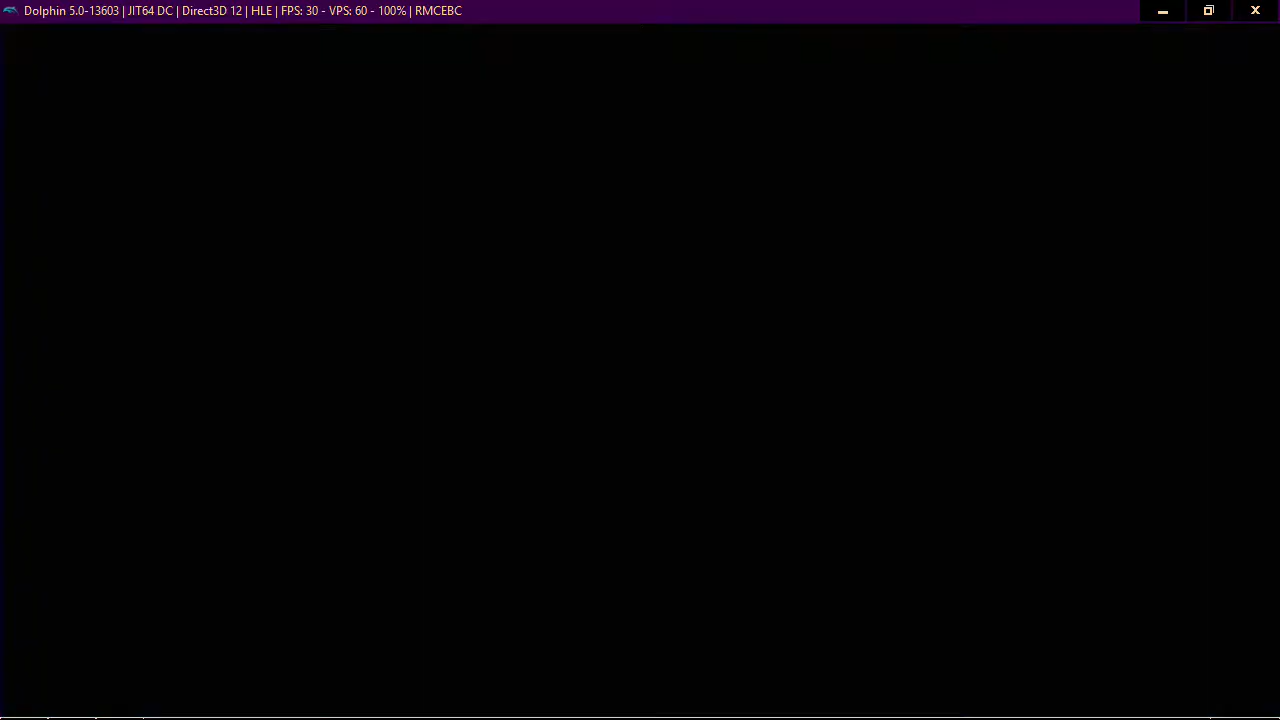 Dolphin 5.0-13603 | JIT64 DC | Direct3D 12 | HLE | FPS: 30 - VPS: 60 - 100% | RMCEBC